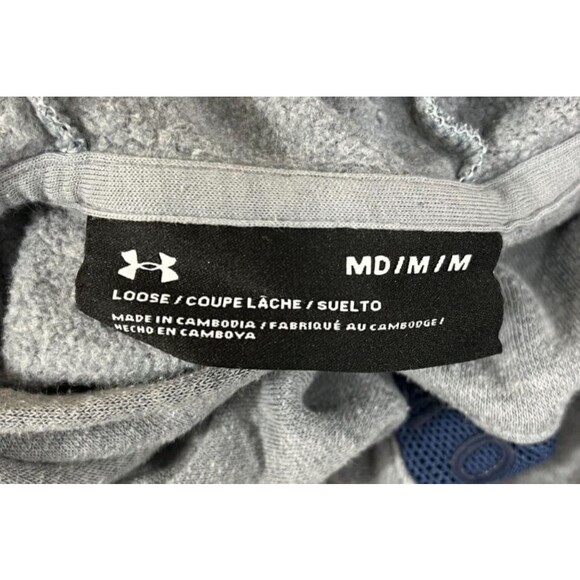 MD/M/M
LOOSE / COUPE LÂCHE / SUELTO
MADE IN CAMBODIA / FABRIQUÉ AU CAMBODGE /
HECHO EN CAMBOYA